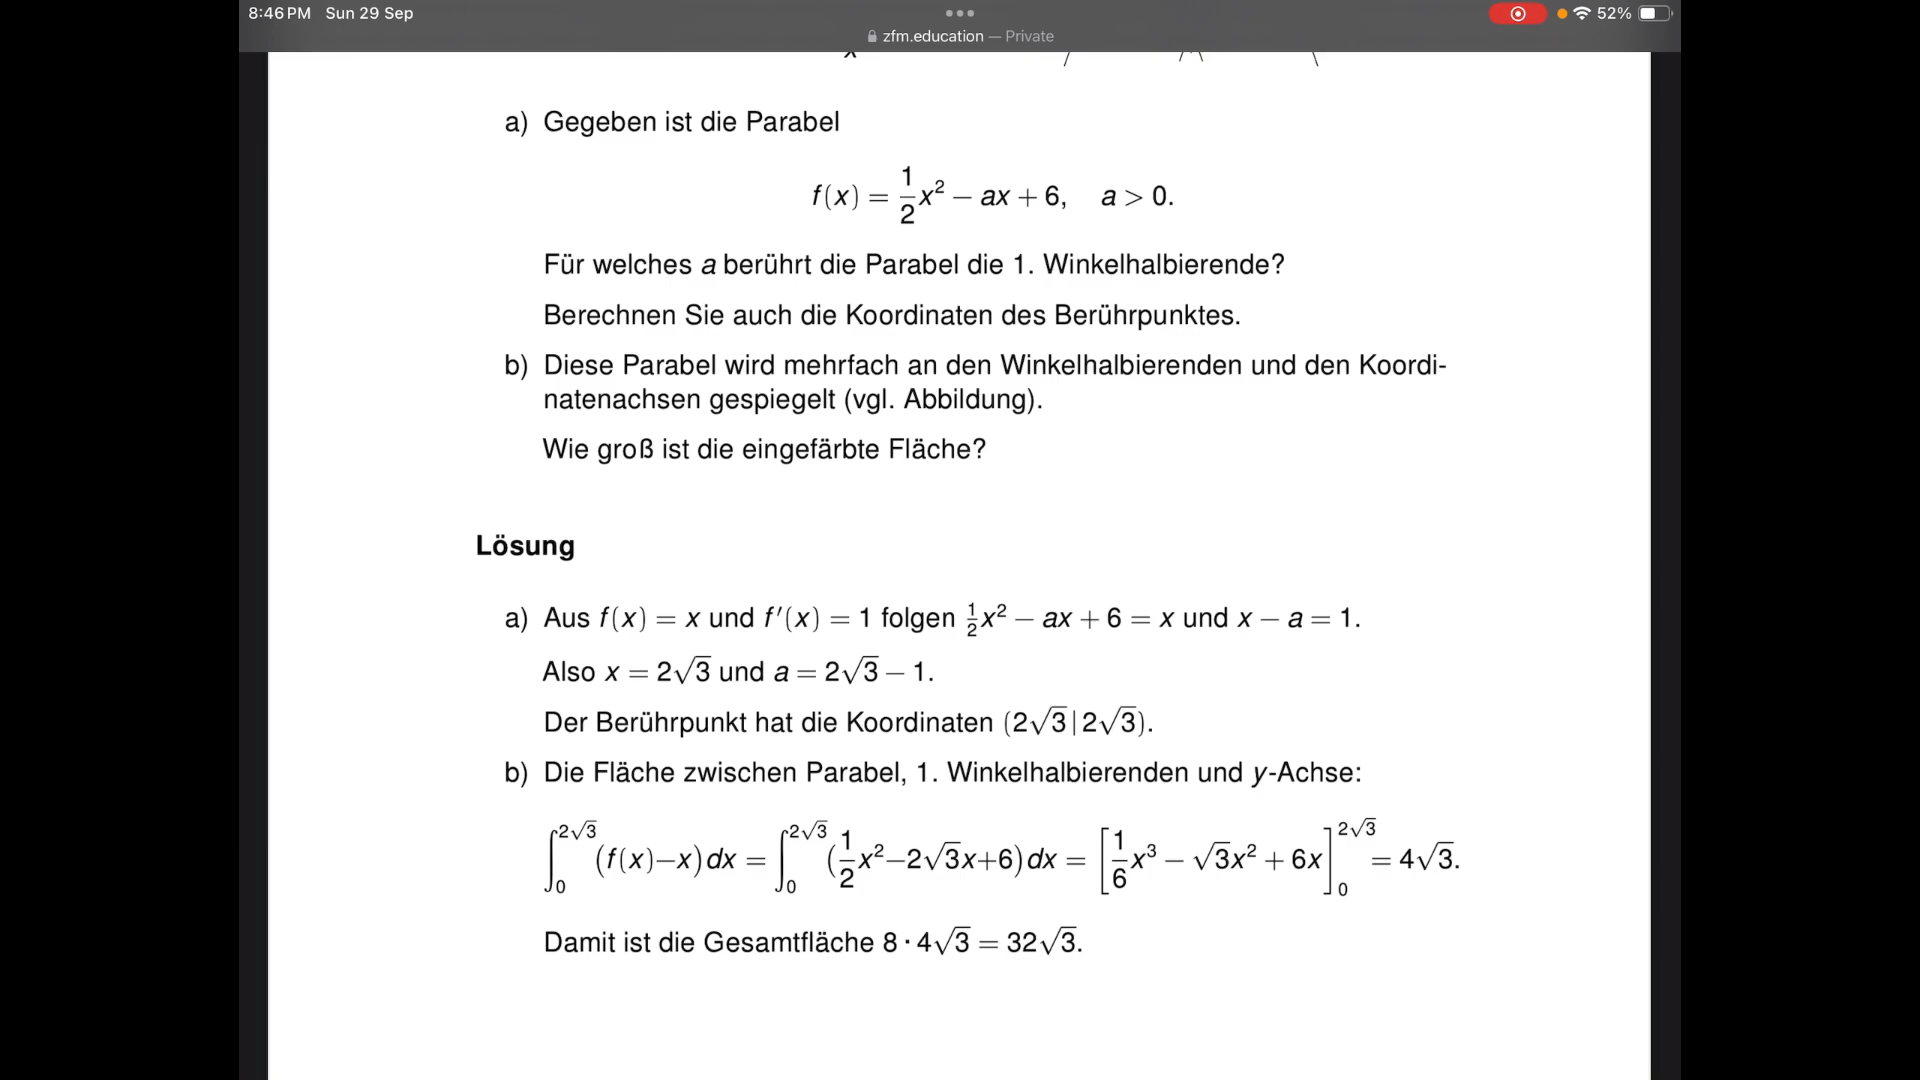 8:46 PM Sun 29 Sep
52%
zfm.education — Private
x
a) Gegeben ist die Parabel
f(x) = 1/2 x² − ax + 6, a > 0.
Für welches a berührt die Parabel die 1. Winkelhalbierende?
Berechnen Sie auch die Koordinaten des Berührpunktes.
b) Diese Parabel wird mehrfach an den Winkelhalbierenden und den Koordi-
natenachsen gespiegelt (vgl. Abbildung).
Wie groß ist die eingefärbte Fläche?
Lösung
a) Aus f(x) = x und f′(x) = 1 folgen 1/2 x² − ax + 6 = x und x − a = 1.
Also x = 2√3 und a = 2√3 − 1.
Der Berührpunkt hat die Koordinaten (2√3|2√3).
b) Die Fläche zwischen Parabel, 1. Winkelhalbierenden und y-Achse:
∫₀^{2√3} (f(x)−x) dx = ∫₀^{2√3} (1/2 x²−2√3x+6) dx = [1/6 x³ − √3x² + 6x]₀^{2√3} = 4√3.
Damit ist die Gesamtfläche 8 · 4√3 = 32√3.